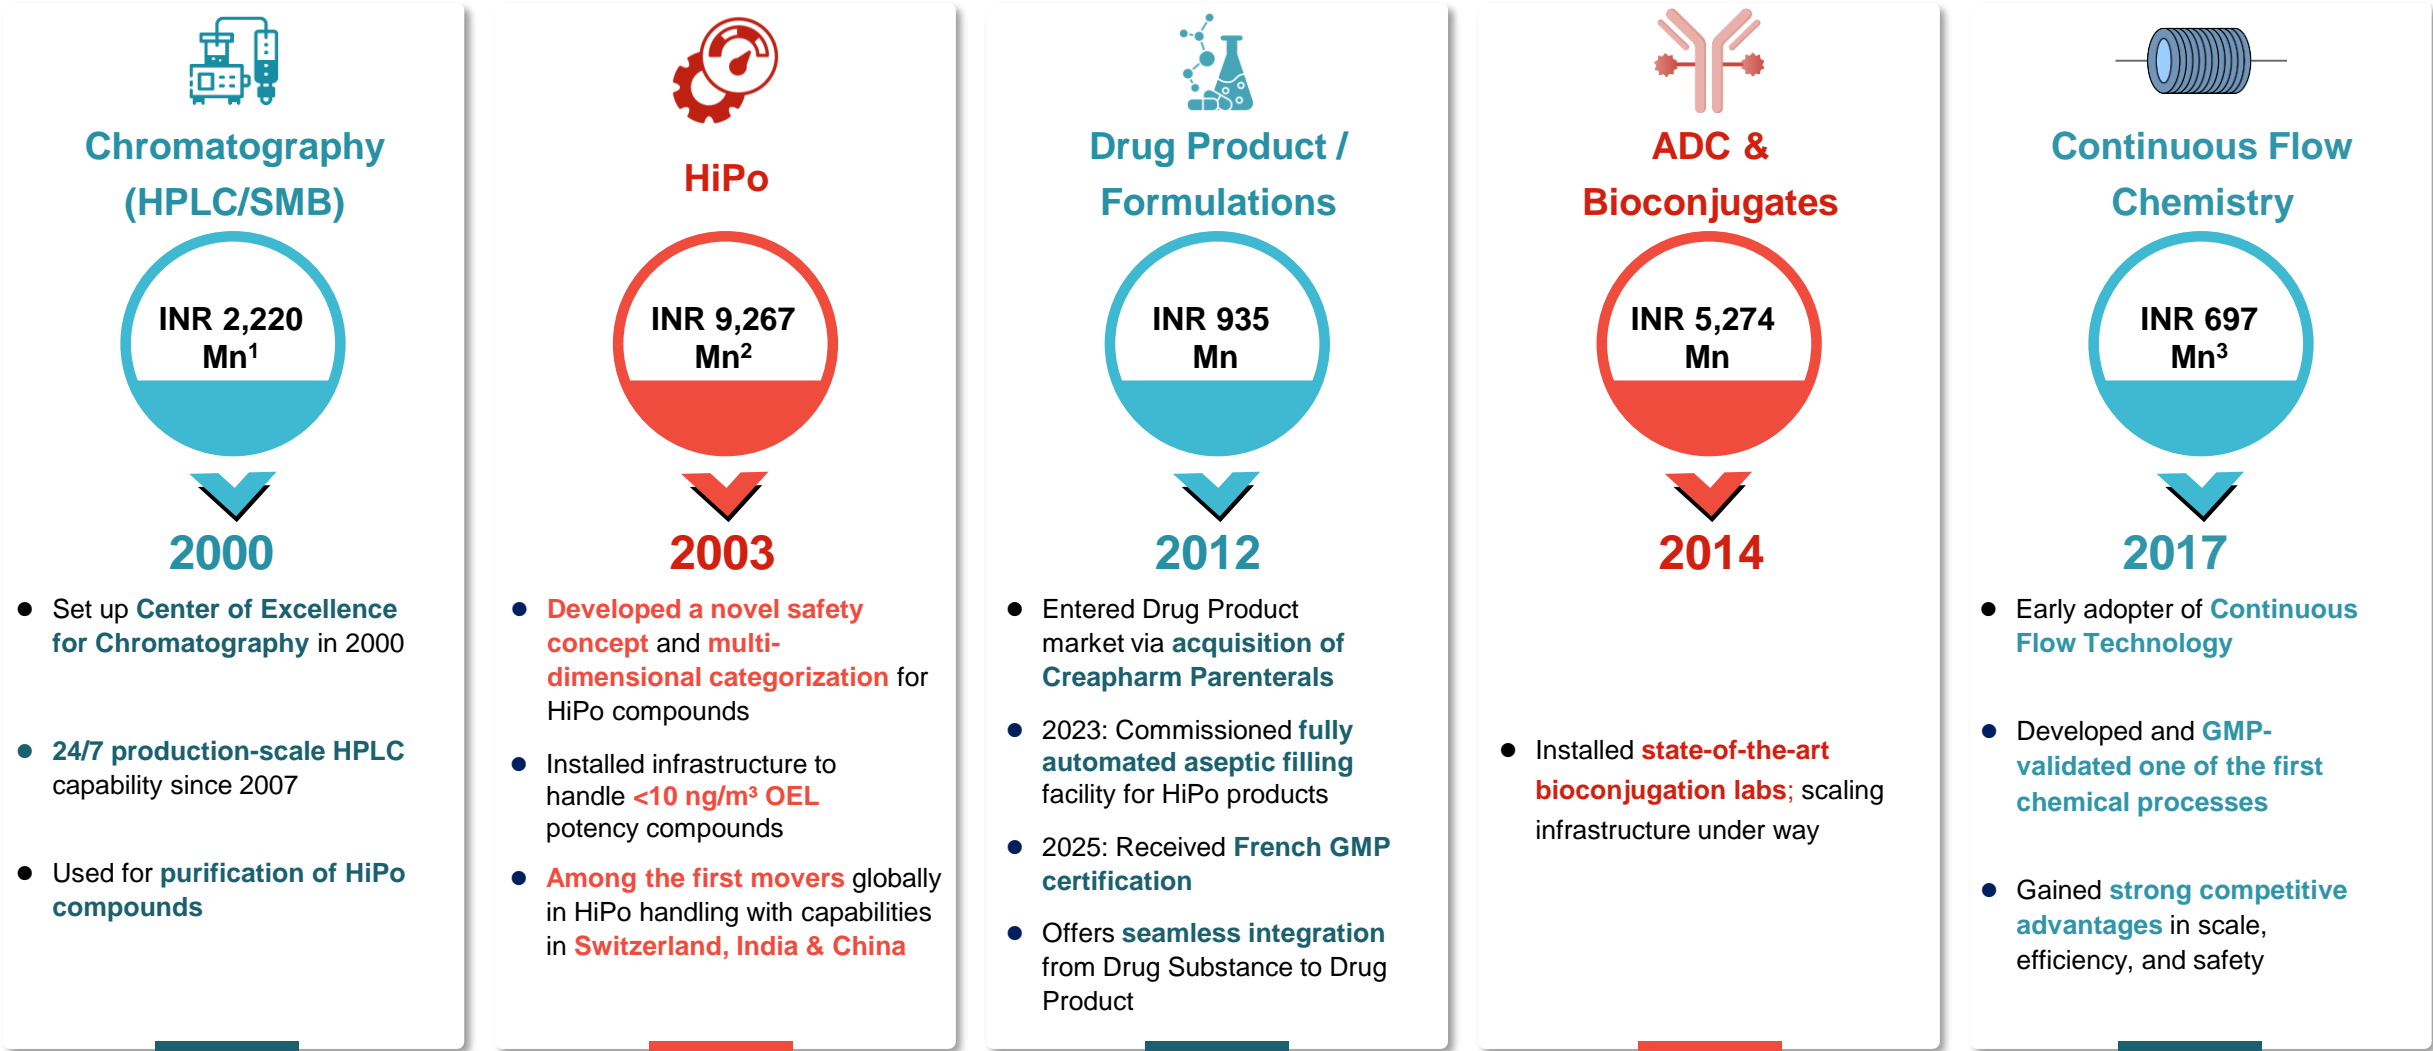 Chromatography
(HPLC/SMB)
INR 2,220
Mn¹
2000
● Set up Center of Excellence
for Chromatography in 2000
● 24/7 production-scale HPLC
capability since 2007
● Used for purification of HiPo
compounds
HiPo
INR 9,267
Mn²
2003
● Developed a novel safety
concept and multi-
dimensional categorization for
HiPo compounds
● Installed infrastructure to
handle <10 ng/m³ OEL
potency compounds
● Among the first movers globally
in HiPo handling with capabilities
in Switzerland, India & China
Drug Product /
Formulations
INR 935
Mn
2012
● Entered Drug Product
market via acquisition of
Creapharm Parenterals
● 2023: Commissioned fully
automated aseptic filling
facility for HiPo products
● 2025: Received French GMP
certification
● Offers seamless integration
from Drug Substance to Drug
Product
ADC &
Bioconjugates
INR 5,274
Mn
2014
● Installed state-of-the-art
bioconjugation labs; scaling
infrastructure under way
Continuous Flow
Chemistry
INR 697
Mn³
2017
● Early adopter of Continuous
Flow Technology
● Developed and GMP-
validated one of the first
chemical processes
● Gained strong competitive
advantages in scale,
efficiency, and safety